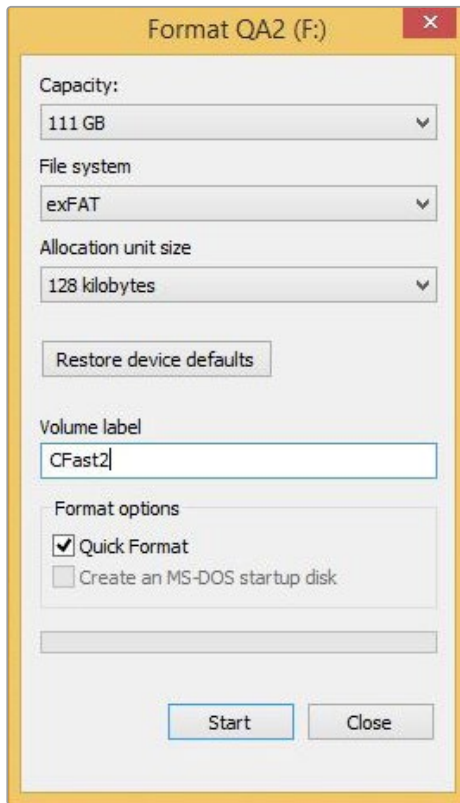 Format QA2 (F:)
Capacity:
111 GB
File system
exFAT
Allocation unit size
128 kilobytes
Restore device defaults
Volume label
CFast2
Format options
Quick Format
Create an MS-DOS startup disk
Start
Close